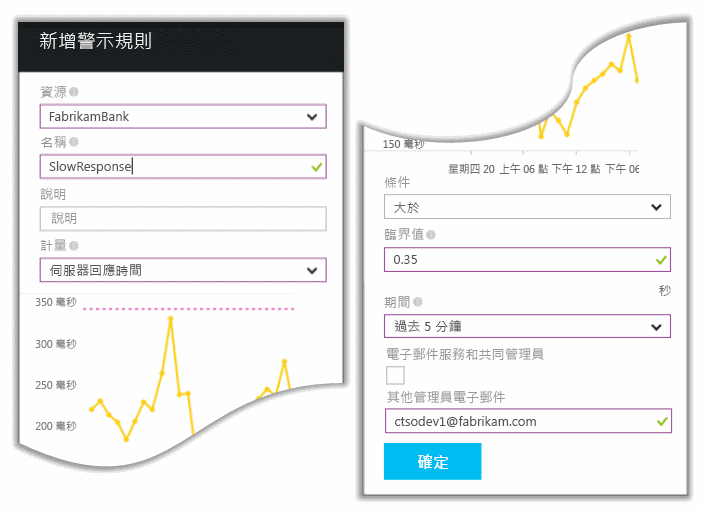 新增警示規則
資源
FabrikamBank
名稱
SlowResponse
說明
說明
計量
伺服器回應時間
350 毫秒
300 毫秒
250 毫秒
200 毫秒
150 毫秒
星期四 20 上午 06 點 下午 12 點 下午 06
條件
大於
臨界值
0.35
秒
期間
過去 5 分鐘
電子郵件服務和共同管理員
其他管理員電子郵件
ctsodev1@fabrikam.com
確定